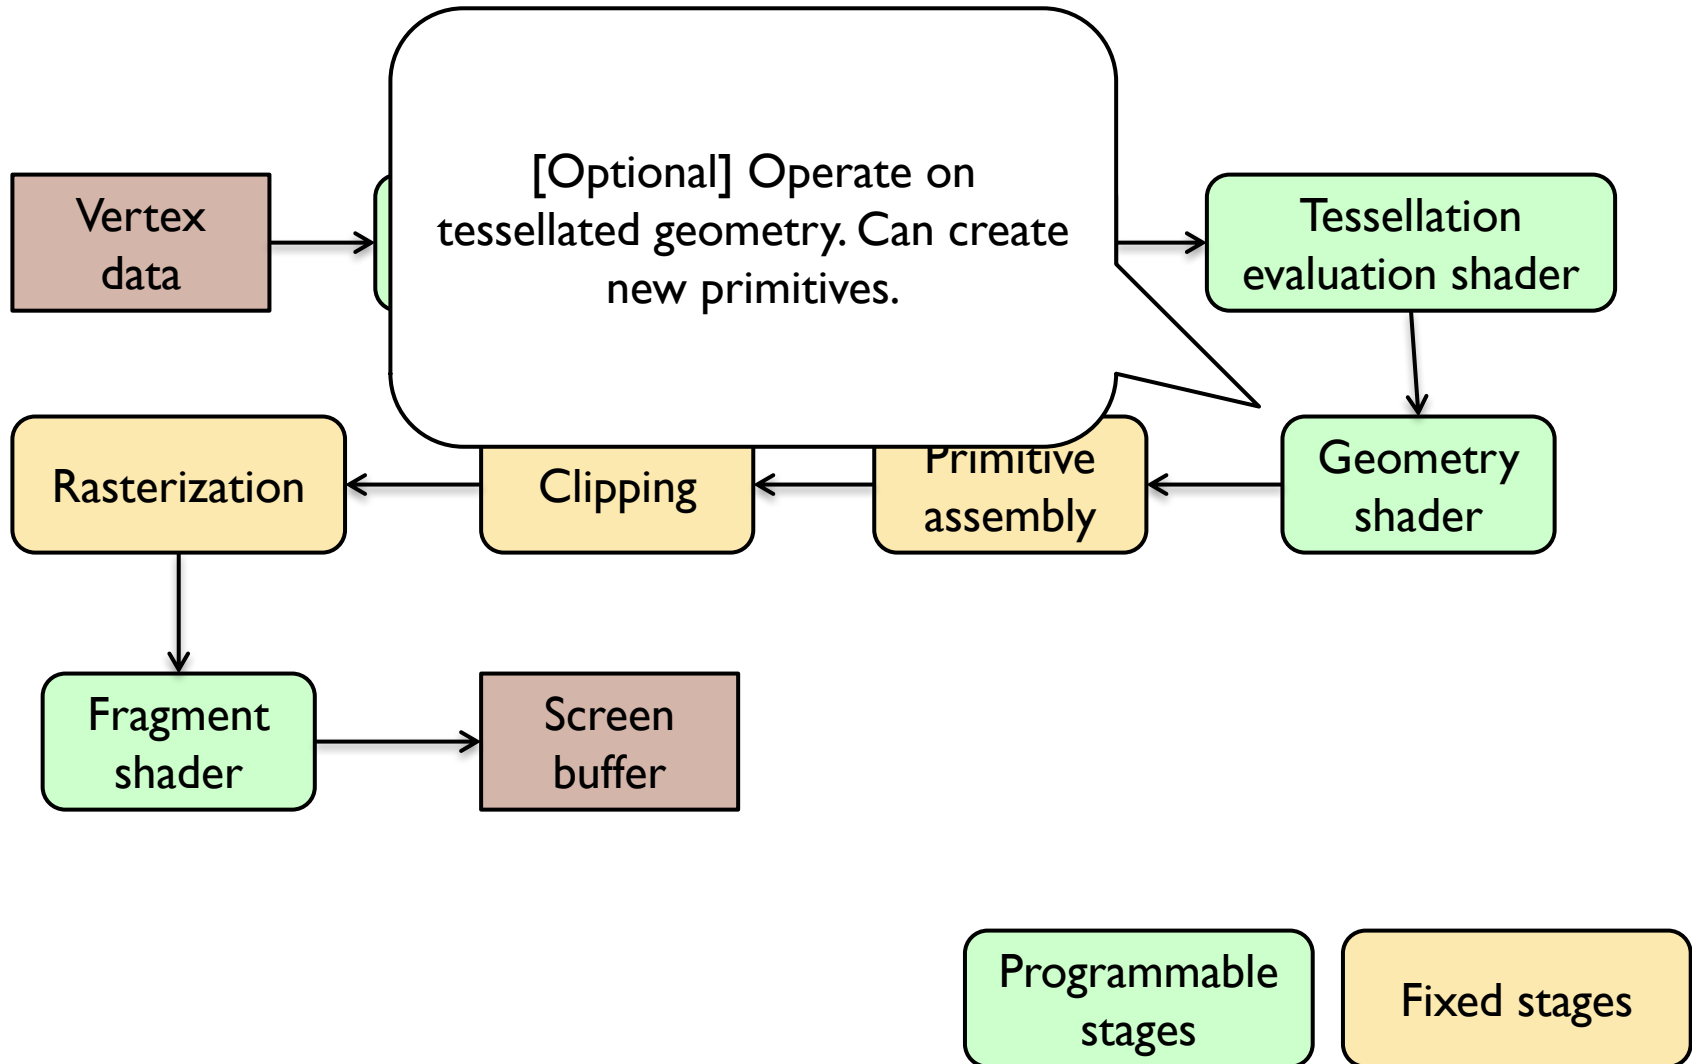 [Optional] Operate on
tessellated geometry. Can create
new primitives.
Vertex
data
Tessellation
evaluation shader
Rasterization
Clipping
Primitive
assembly
Geometry
shader
Fragment
shader
Screen
buffer
Programmable
stages
Fixed stages